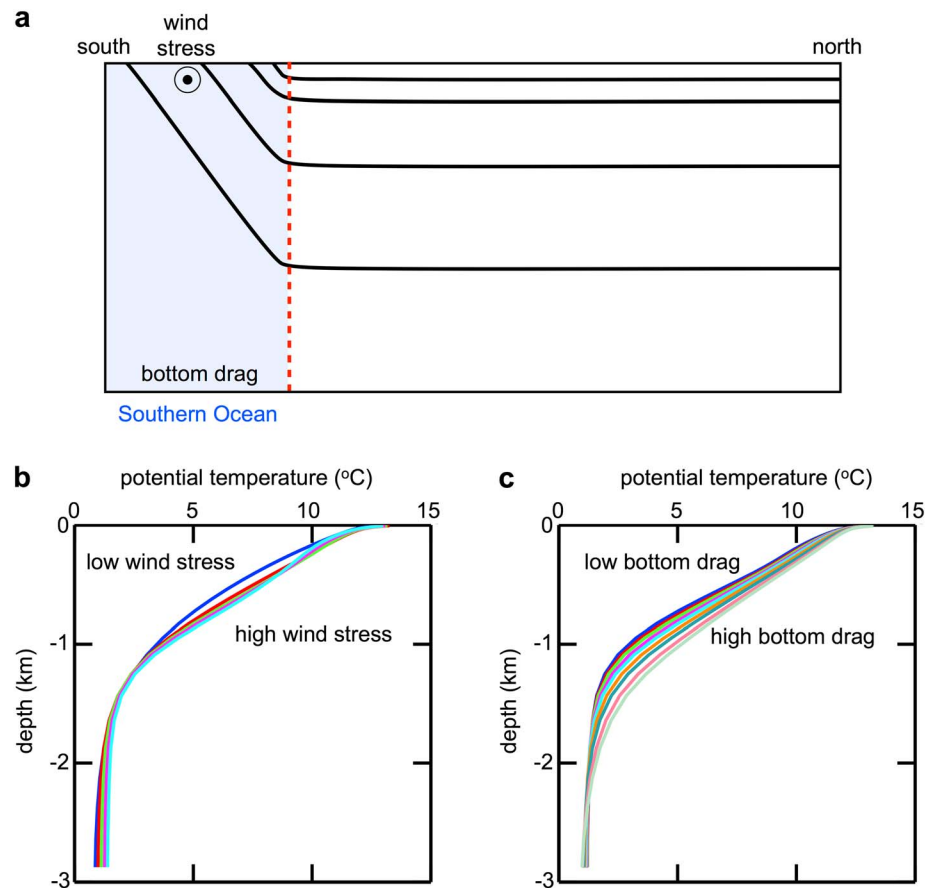 a
wind
south stress north
bottom drag
Southern Ocean
b c
potential temperature (°C) potential temperature (°C)
0 5 10 15 0 5 10 15
0 0
low wind stress low bottom drag
high wind stress high bottom drag
-1 -1
depth (km) depth (km)
-2 -2
-3 -3